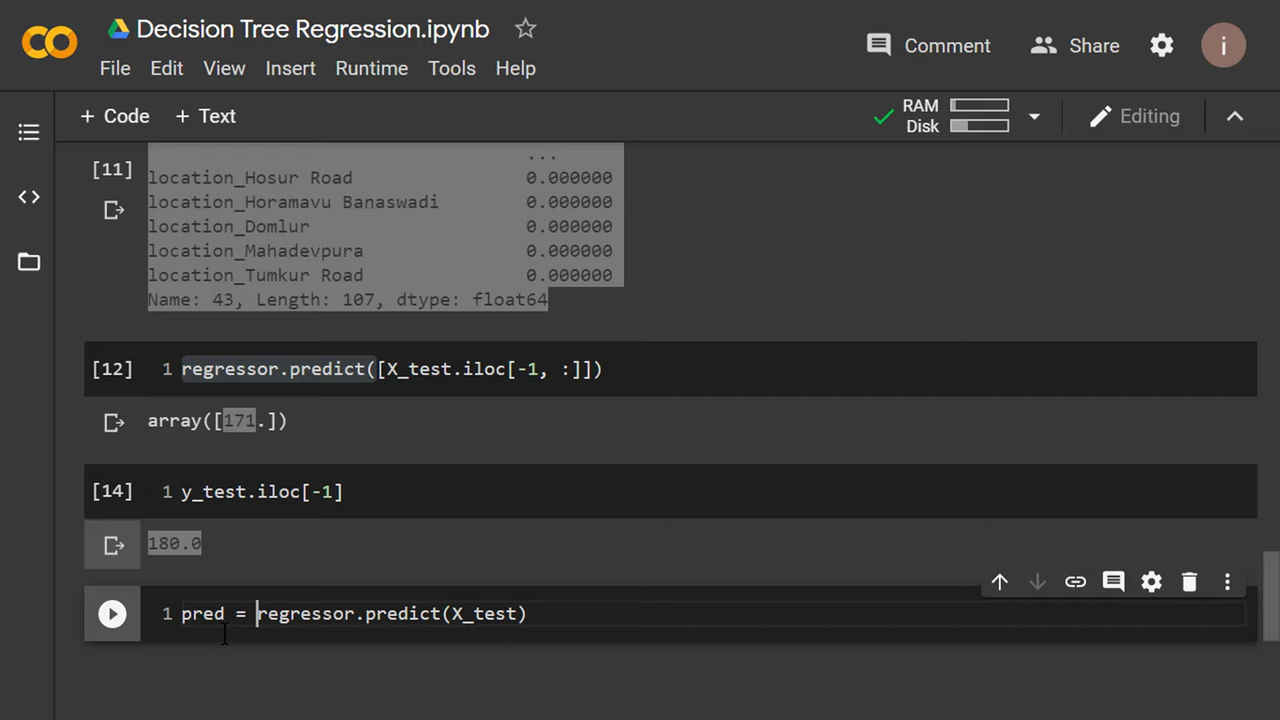 Decision Tree Regression.ipynb
Comment
Share
i
File Edit View Insert Runtime Tools Help
+ Code + Text
RAM
Disk
Editing
...
[11]
location_Hosur Road 0.000000
location_Horamavu Banaswadi 0.000000
location_Domlur 0.000000
location_Mahadevpura 0.000000
location_Tumkur Road 0.000000
Name: 43, Length: 107, dtype: float64
[12] 1 regressor.predict([X_test.iloc[-1, :]])
array([171.])
[14] 1 y_test.iloc[-1]
180.0
1 pred = regressor.predict(X_test)